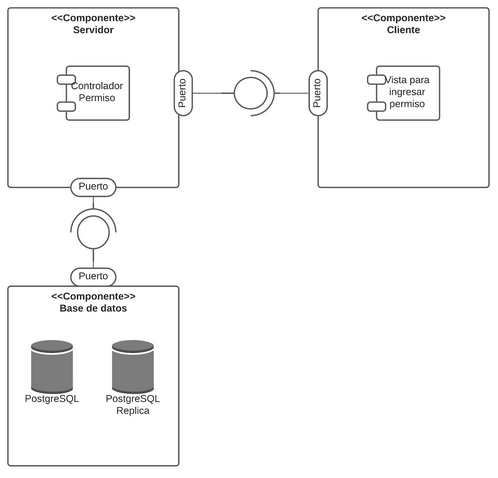 <<Componente>>
Servidor
Controlador
Permiso
Puerto
Puerto
<<Componente>>
Cliente
Vista para
ingresar
permiso
Puerto
Puerto
<<Componente>>
Base de datos
PostgreSQL
PostgreSQL
Replica